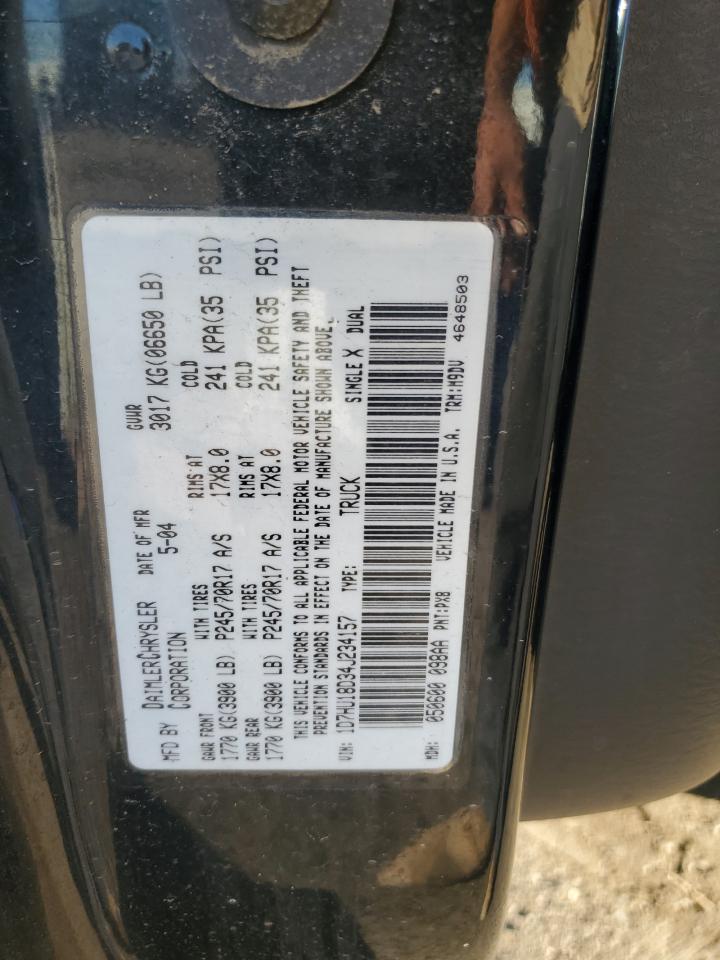 MFD BY DAIMLERCHRYSLER CORPORATION
DATE OF MFR 5-04
GVWR 3017 KG(06650 LB)
GAWR FRONT WITH TIRES RIMS AT COLD
1770 KG(3900 LB) P245/70R17 A/S 17X8.0 241 KPA(35 PSI)
GAWR REAR WITH TIRES RIMS AT COLD
1770 KG(3900 LB) P245/70R17 A/S 17X8.0 241 KPA(35 PSI)
THIS VEHICLE CONFORMS TO ALL APPLICABLE FEDERAL MOTOR VEHICLE SAFETY AND THEFT
PREVENTION STANDARDS IN EFFECT ON THE DATE OF MANUFACTURE SHOWN ABOVE.
VIN: 1D7HU18D34J234157 TYPE: TRUCK SINGLE X DUAL
MDH: 050600 098AA PNT:PX8 VEHICLE MADE IN U.S.A. TRM:M9DV 4648503